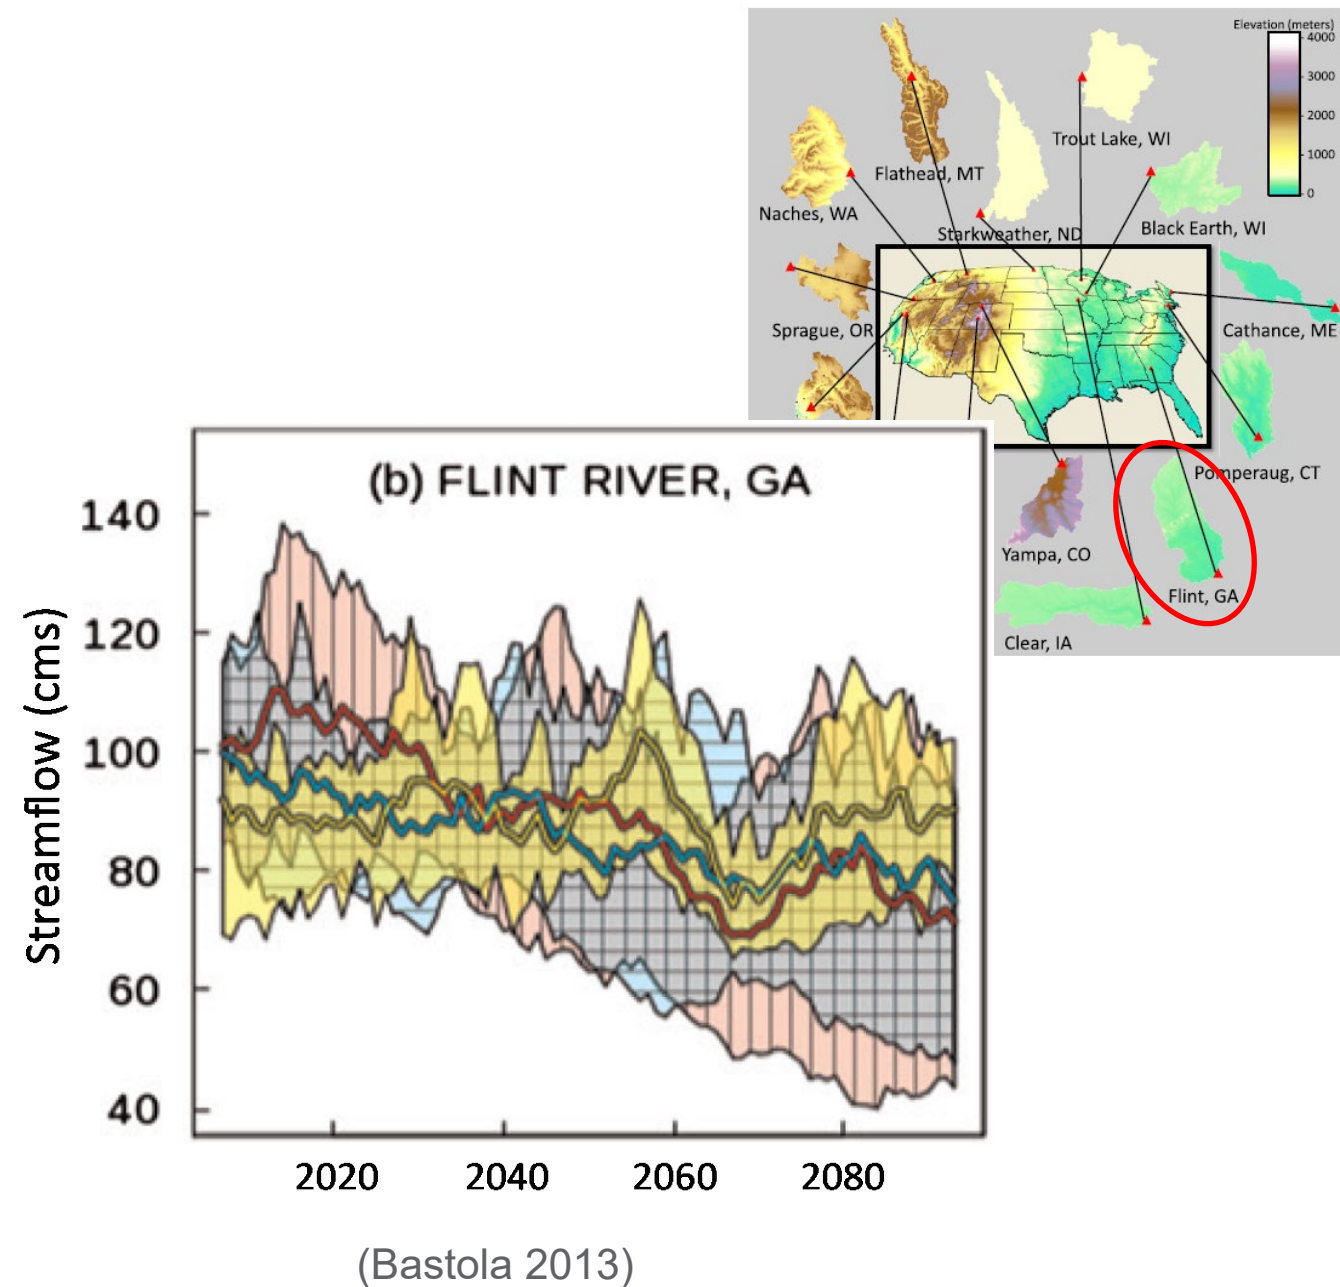 Elevation (meters)
4000
3000
2000
1000
0
Trout Lake, WI
Flathead, MT
Naches, WA
Starkweather, ND
Black Earth, WI
Sprague, OR
Cathance, ME
Pomperaug, CT
Yampa, CO
Flint, GA
Clear, IA
(b) FLINT RIVER, GA
Streamflow (cms)
140
120
100
80
60
40
2020 2040 2060 2080
(Bastola 2013)